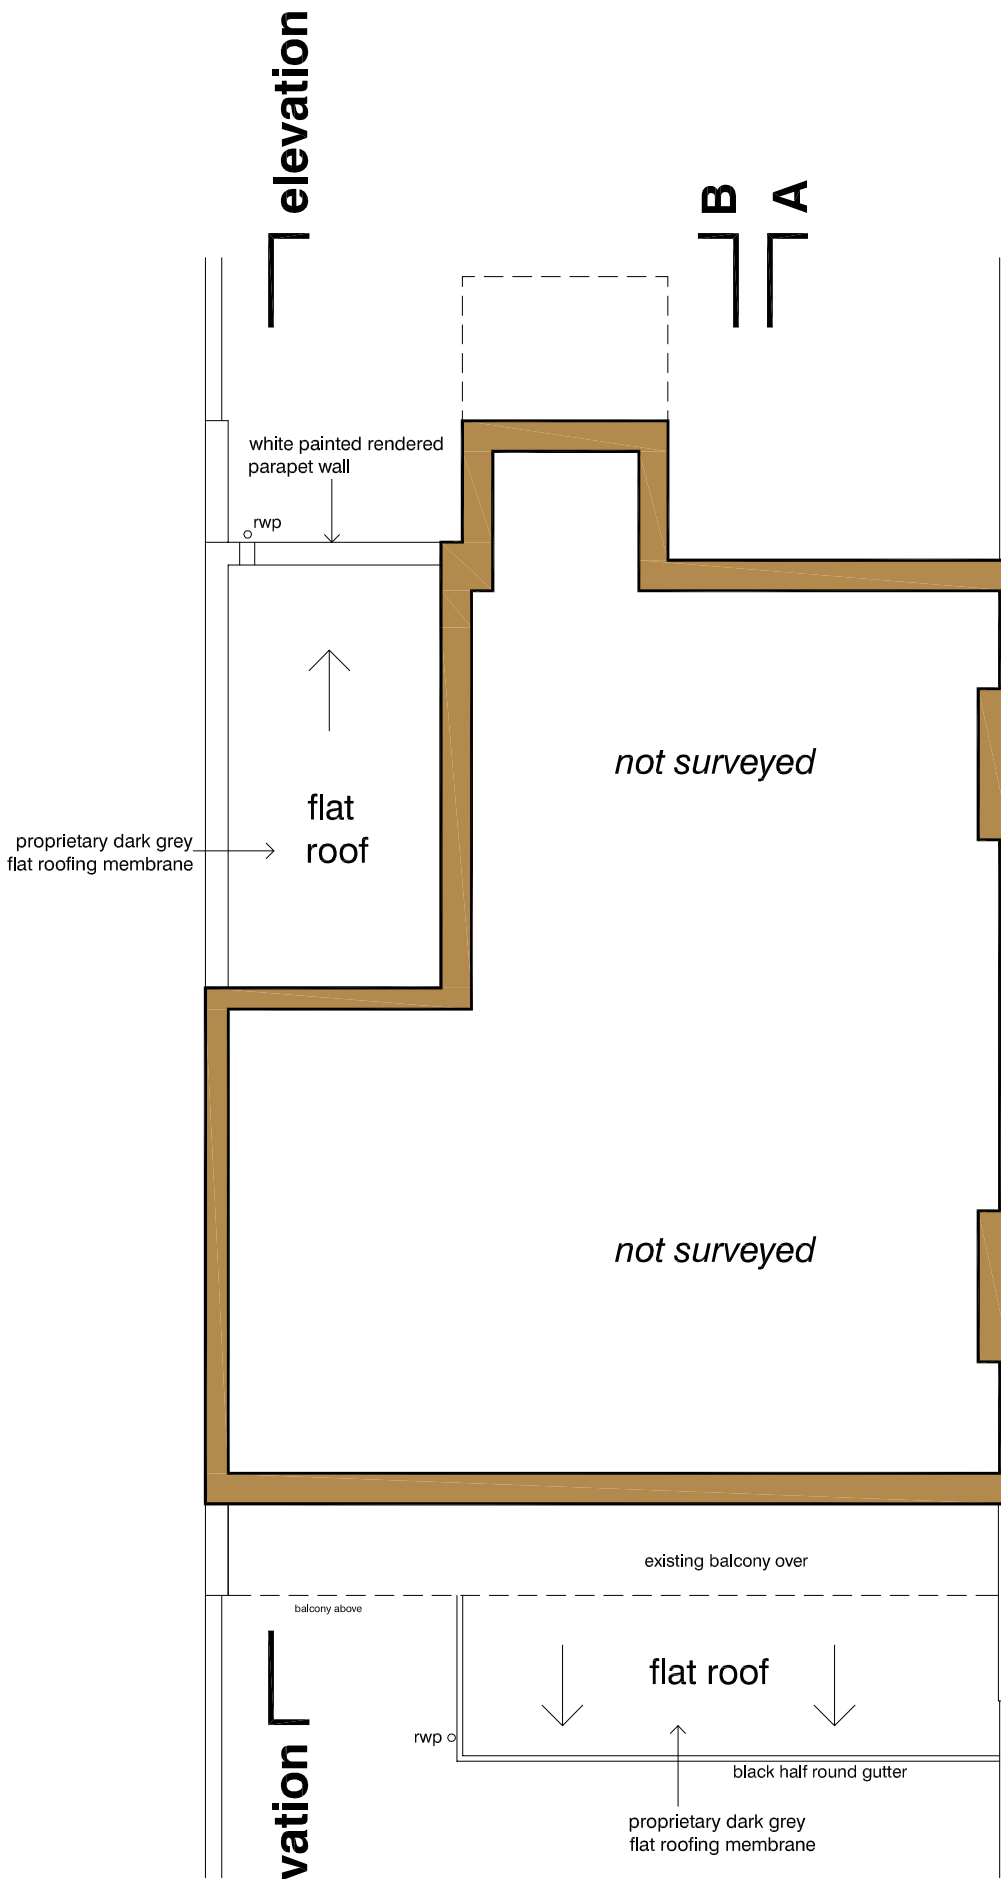 elevation
B
A
white painted rendered
parapet wall
rwp
not surveyed
flat
roof
proprietary dark grey
flat roofing membrane
not surveyed
existing balcony over
balcony above
flat roof
rwp
black half round gutter
vation
proprietary dark grey
flat roofing membrane